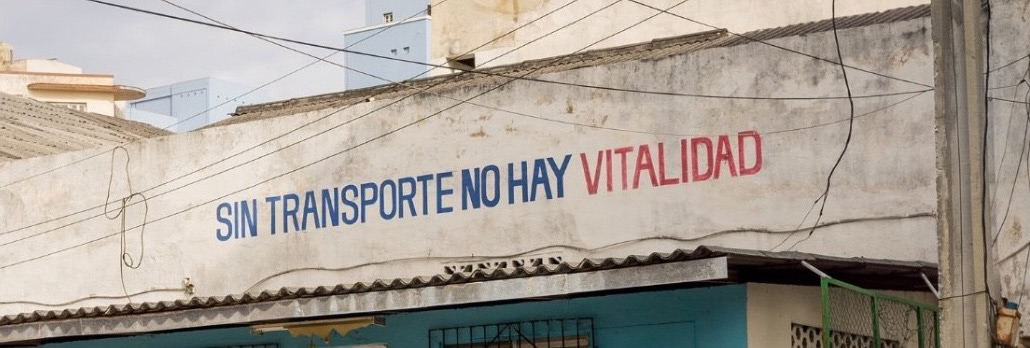 SIN TRANSPORTE NO HAY VITALIDAD